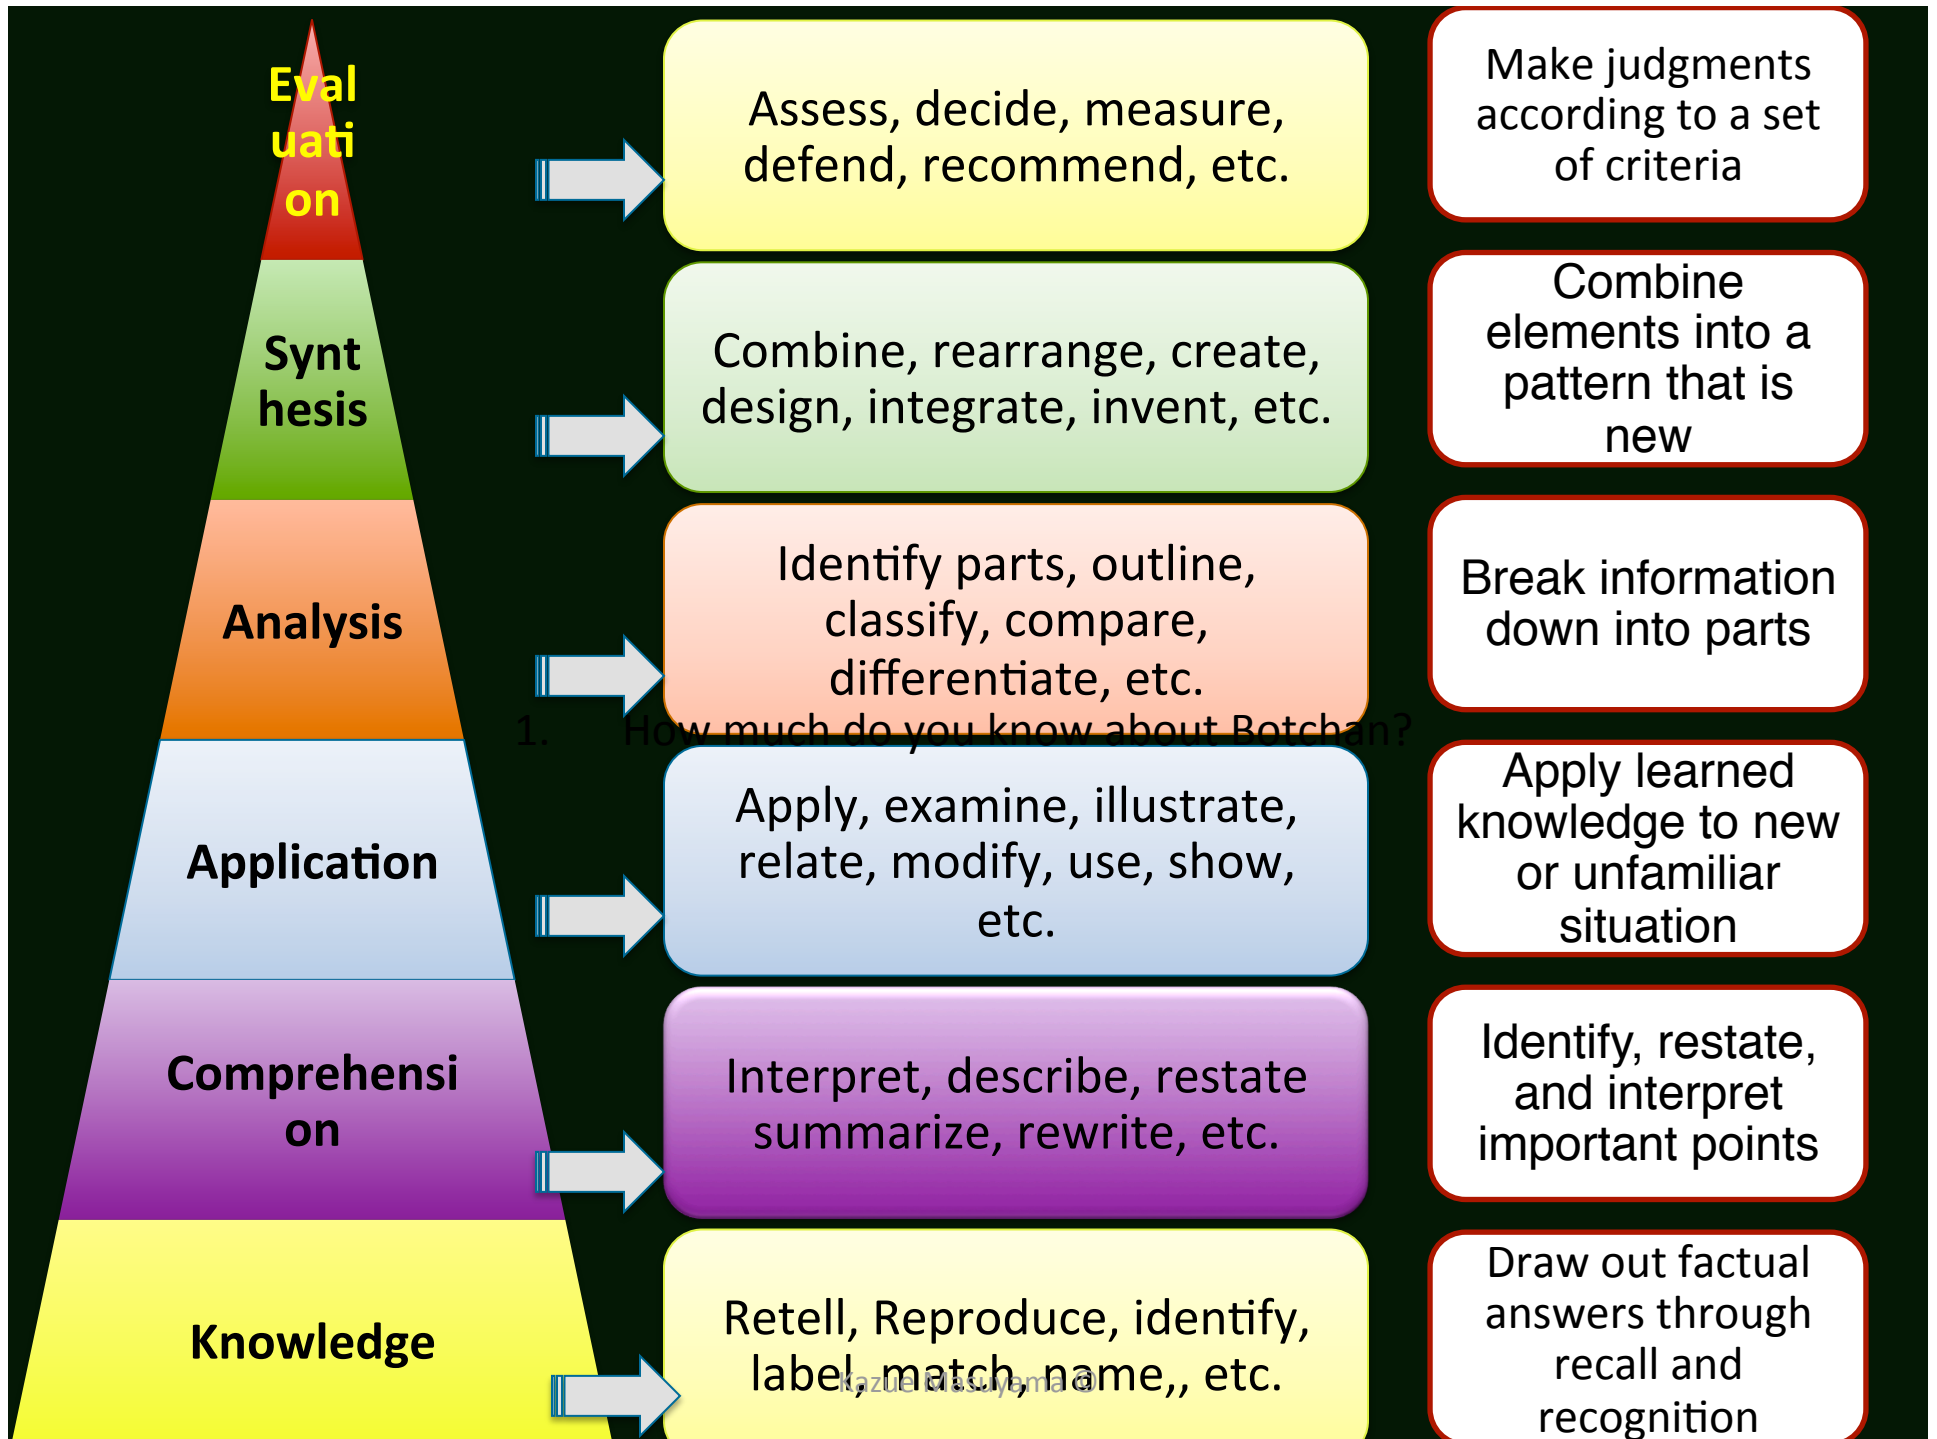 Eval
uati
on
Assess, decide, measure,
defend, recommend, etc.
Make judgments
according to a set
of criteria
Synt
hesis
Combine, rearrange, create,
design, integrate, invent, etc.
Combine
elements into a
pattern that is
new
Analysis
Identify parts, outline,
classify, compare,
differentiate, etc.
Break information
down into parts
1. How much do you know about Botchan?
Application
Apply, examine, illustrate,
relate, modify, use, show,
etc.
Apply learned
knowledge to new
or unfamiliar
situation
Comprehensi
on
Interpret, describe, restate
summarize, rewrite, etc.
Identify, restate,
and interpret
important points
Knowledge
Retell, Reproduce, identify,
label, match, name,, etc.
Kazue Masuyama ©
Draw out factual
answers through
recall and
recognition